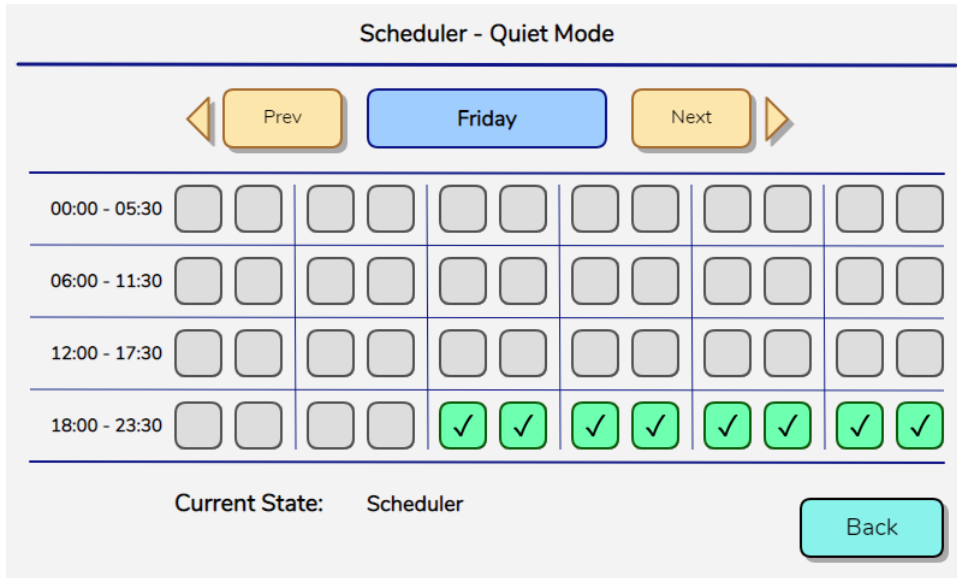 Scheduler - Quiet Mode
Prev Friday Next
00:00 - 05:30
06:00 - 11:30
12:00 - 17:30
18:00 - 23:30 ✓ ✓ ✓ ✓ ✓ ✓ ✓ ✓
Current State: Scheduler
Back